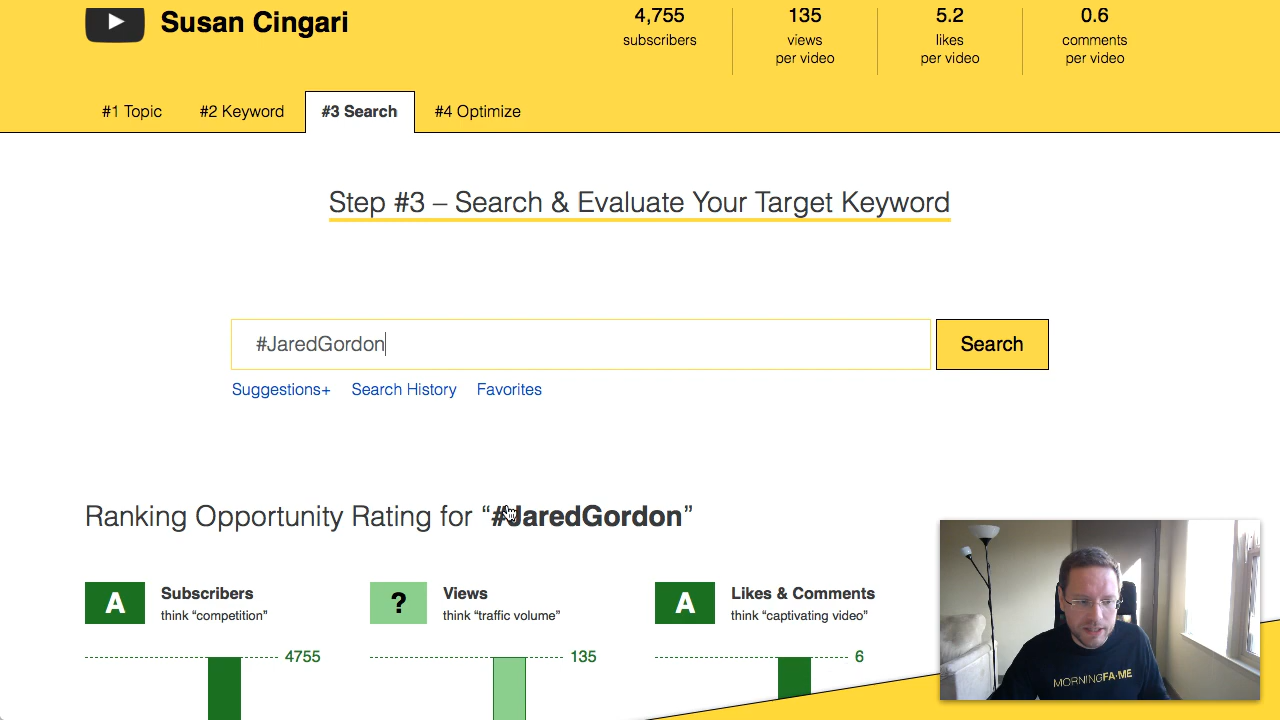 Susan Cingari
4,755
subscribers
135
views
per video
5.2
likes
per video
0.6
comments
per video
#1 Topic
#2 Keyword
#3 Search
#4 Optimize
Step #3 – Search & Evaluate Your Target Keyword
#JaredGordon
Search
Suggestions+
Search History
Favorites
Ranking Opportunity Rating for “#JaredGordon”
A
Subscribers
think “competition”
?
Views
think “traffic volume”
A
Likes & Comments
think “captivating video”
4755
135
6
MORNINGFA·ME